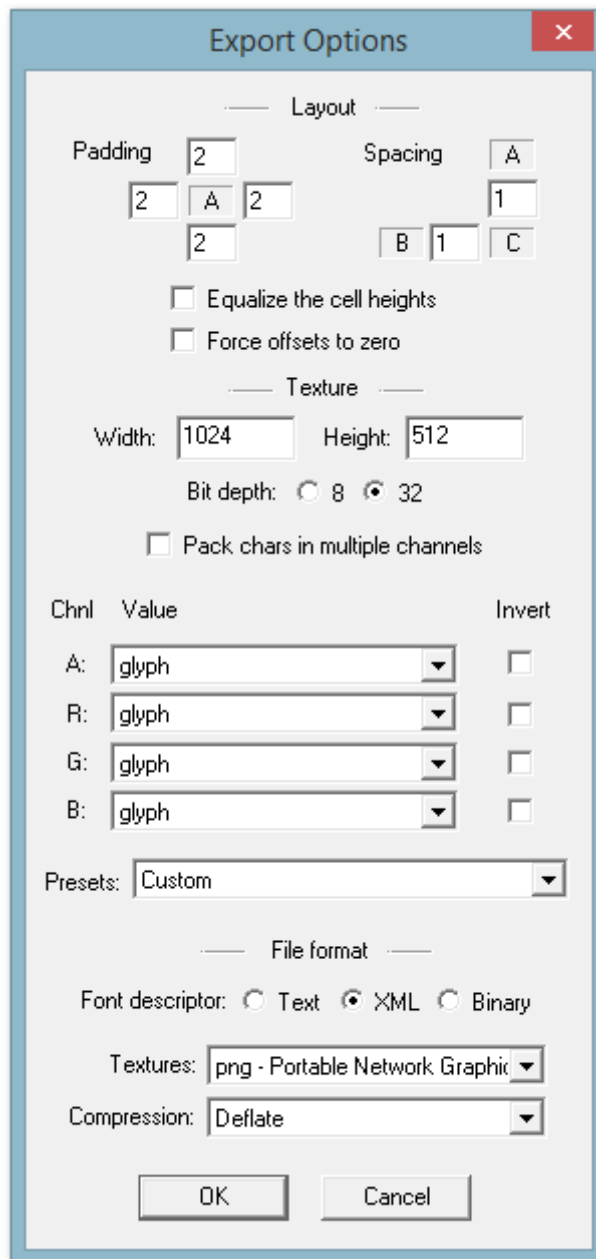 Export Options
Layout
Padding 2 Spacing A
2 A 2 1
2 B 1 C
Equalize the cell heights
Force offsets to zero
Texture
Width: 1024 Height: 512
Bit depth: 8 32
Pack chars in multiple channels
Chnl Value Invert
A: glyph
R: glyph
G: glyph
B: glyph
Presets: Custom
File format
Font descriptor: Text XML Binary
Textures: png - Portable Network Graphic
Compression: Deflate
OK Cancel